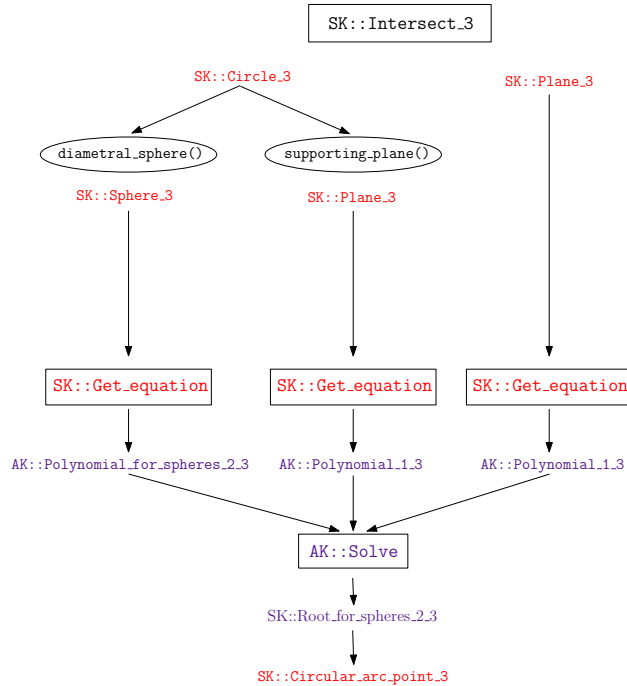 SK::Intersect_3
SK::Circle_3
SK::Plane_3
diametral_sphere()
supporting_plane()
SK::Sphere_3
SK::Plane_3
SK::Get_equation
SK::Get_equation
SK::Get_equation
AK::Polynomial_for_spheres_2_3
AK::Polynomial_1_3
AK::Polynomial_1_3
AK::Solve
SK::Root_for_spheres_2_3
SK::Circular_arc_point_3